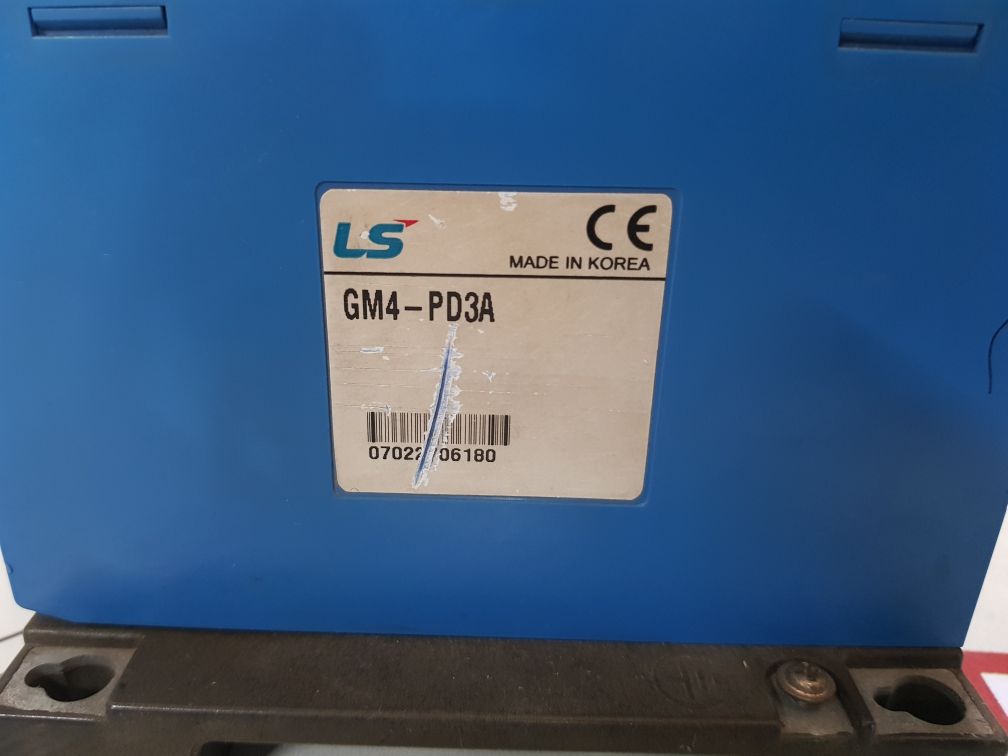 LS
CE
MADE IN KOREA
GM4-PD3A